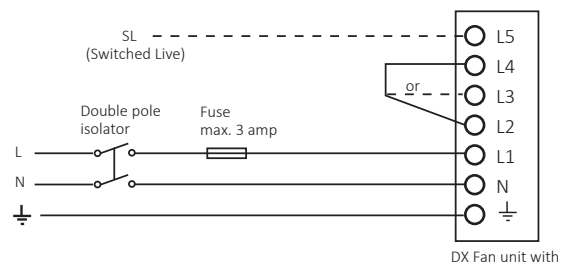 SL
(Switched Live)
L5
L4
or
L3
Double pole
isolator
Fuse
max. 3 amp
L2
L
L1
N
N
DX Fan unit with